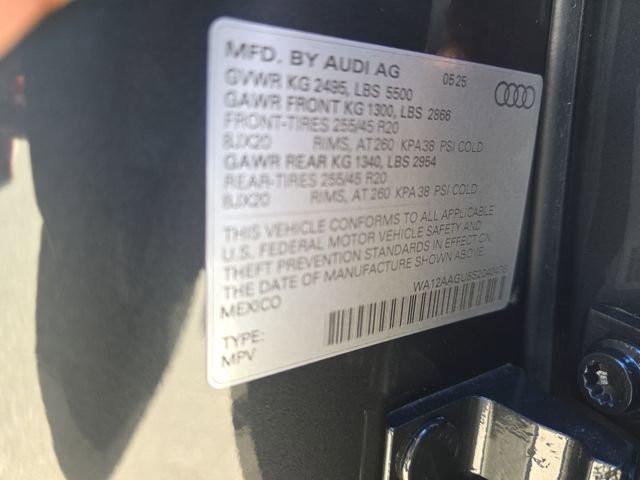 MFD. BY AUDI AG 05.25
GVWR KG 2495, LBS 5500
GAWR FRONT KG 1300, LBS 2866
FRONT-TIRES 255/45 R20
8JX20 RIMS, AT 260 KPA 38 PSI COLD
GAWR REAR KG 1340, LBS 2954
REAR-TIRES 255/45 R20
8JX20 RIMS, AT 260 KPA 38 PSI COLD
THIS VEHICLE CONFORMS TO ALL APPLICABLE
U.S. FEDERAL MOTOR VEHICLE SAFETY AND
THEFT PREVENTION STANDARDS IN EFFECT ON
THE DATE OF MANUFACTURE SHOWN ABOVE.
MEXICO
TYPE:
MPV